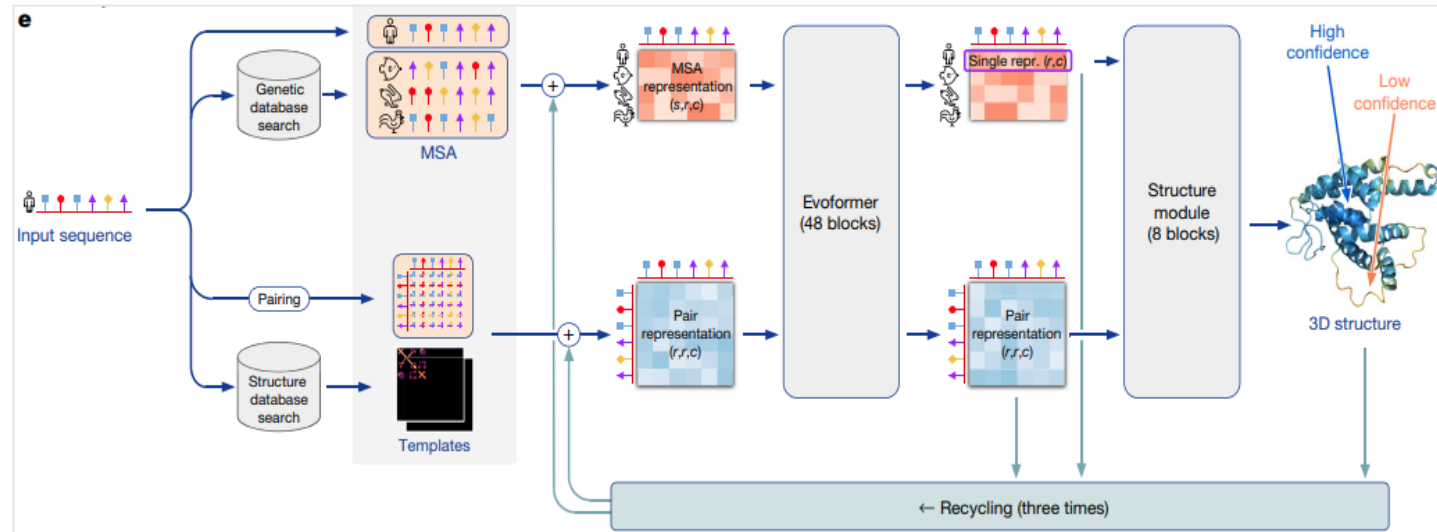 e
Input sequence
Genetic
database
search
Pairing
Structure
database
search
MSA
Templates
+
+
MSA
representation
(s,r,c)
Pair
representation
(r,r,c)
Evoformer
(48 blocks)
Single repr. (r,c)
Pair
representation
(r,r,c)
Structure
module
(8 blocks)
High
confidence
Low
confidence
3D structure
← Recycling (three times)